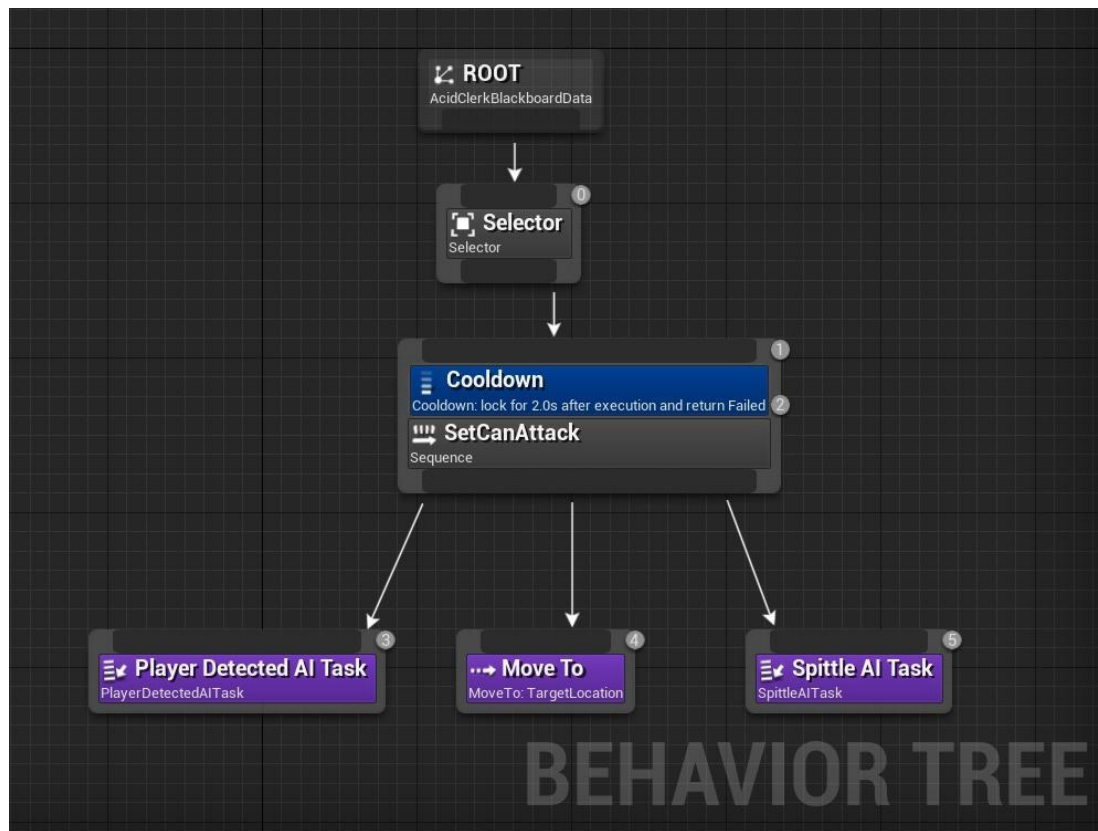 ROOT
AcidClerkBlackboardData
0
Selector
Selector
1
Cooldown
Cooldown: lock for 2.0s after execution and return Failed
2
SetCanAttack
Sequence
3
Player Detected AI Task
PlayerDetectedAITask
4
Move To
MoveTo: TargetLocation
5
Spittle AI Task
SpittleAITask
BEHAVIOR TREE